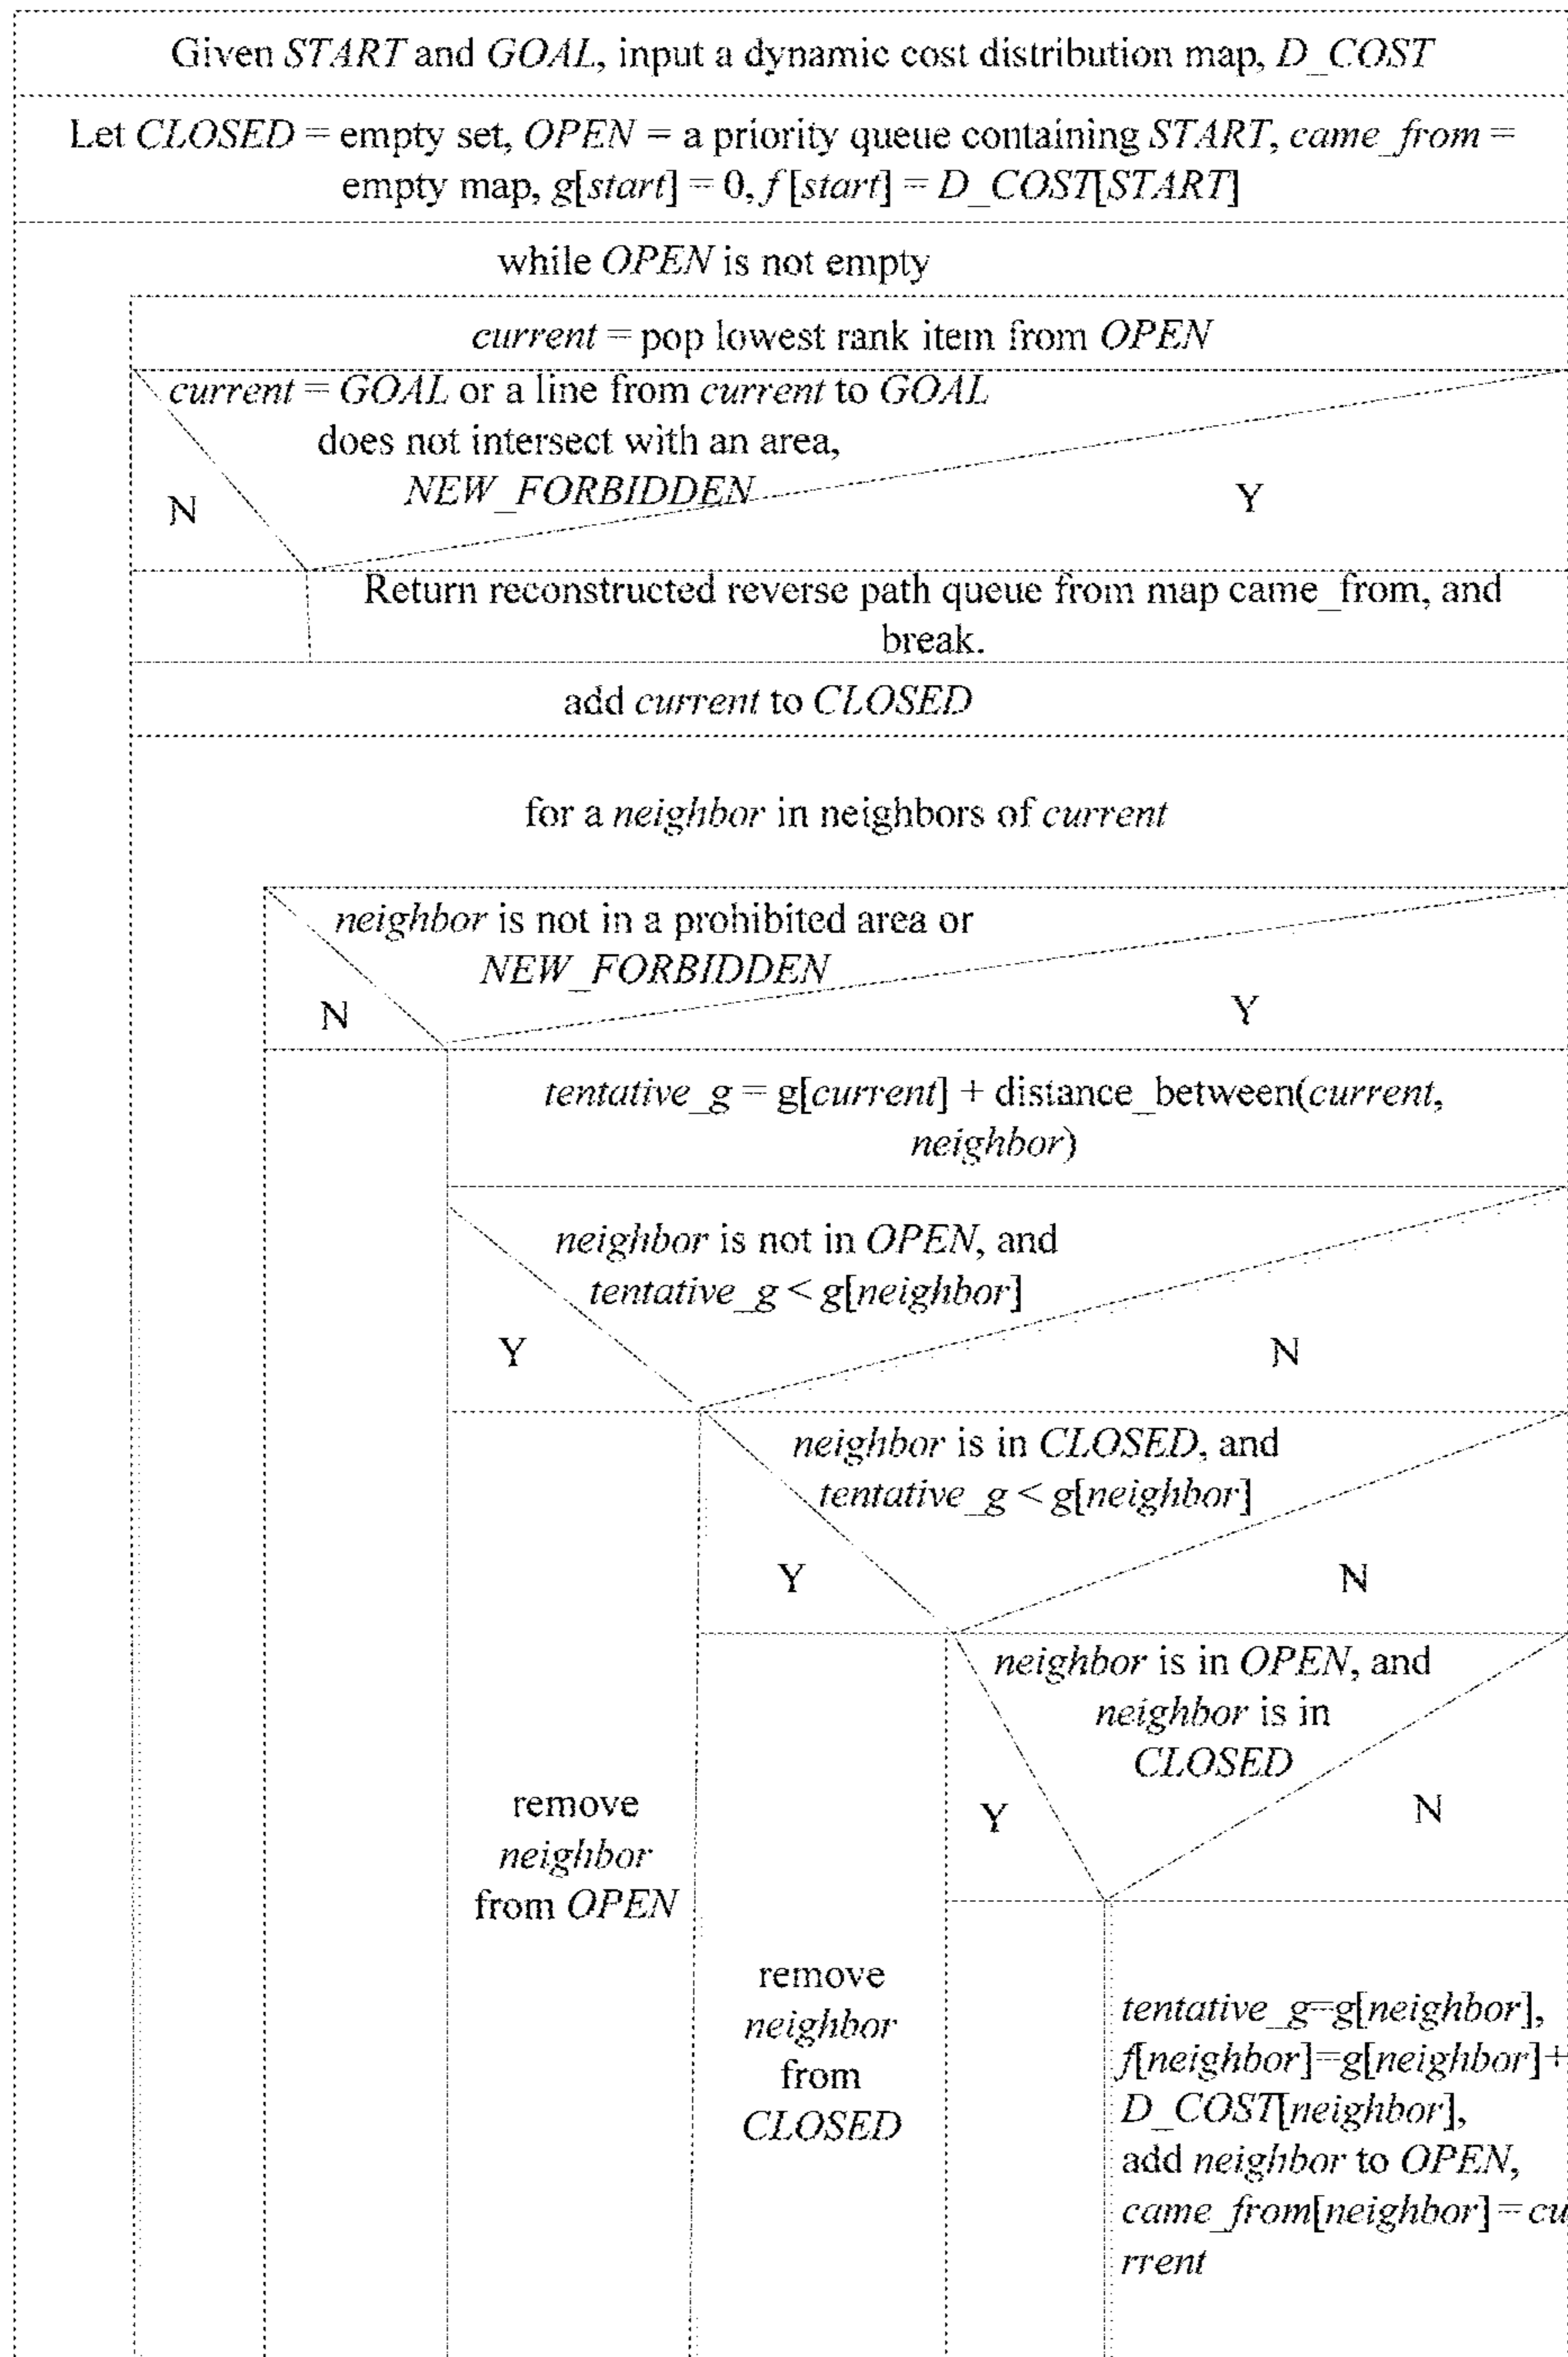 Given START and GOAL, input a dynamic cost distribution map, D_COST
Let CLOSED = empty set, OPEN = a priority queue containing START, came_from =
empty map, g[start] = 0, f [start] = D_COST[START]
while OPEN is not empty
current = pop lowest rank item from OPEN
current = GOAL or a line from current to GOAL
does not intersect with an area,
NEW_FORBIDDEN
N
Y
Return reconstructed reverse path queue from map came_from, and
break.
add current to CLOSED
for a neighbor in neighbors of current
neighbor is not in a prohibited area or
NEW_FORBIDDEN
N
Y
tentative_g = g[current] + distance_between(current,
neighbor)
neighbor is not in OPEN, and
tentative_g < g[neighbor]
Y
N
neighbor is in CLOSED, and
tentative_g < g[neighbor]
Y
N
neighbor is in OPEN, and
neighbor is in
CLOSED
Y
N
remove
neighbor
from OPEN
remove
neighbor
from
CLOSED
tentative_g=g[neighbor],
f[neighbor]=g[neighbor]+
D_COST[neighbor],
add neighbor to OPEN,
came_from[neighbor] = cu
rrent